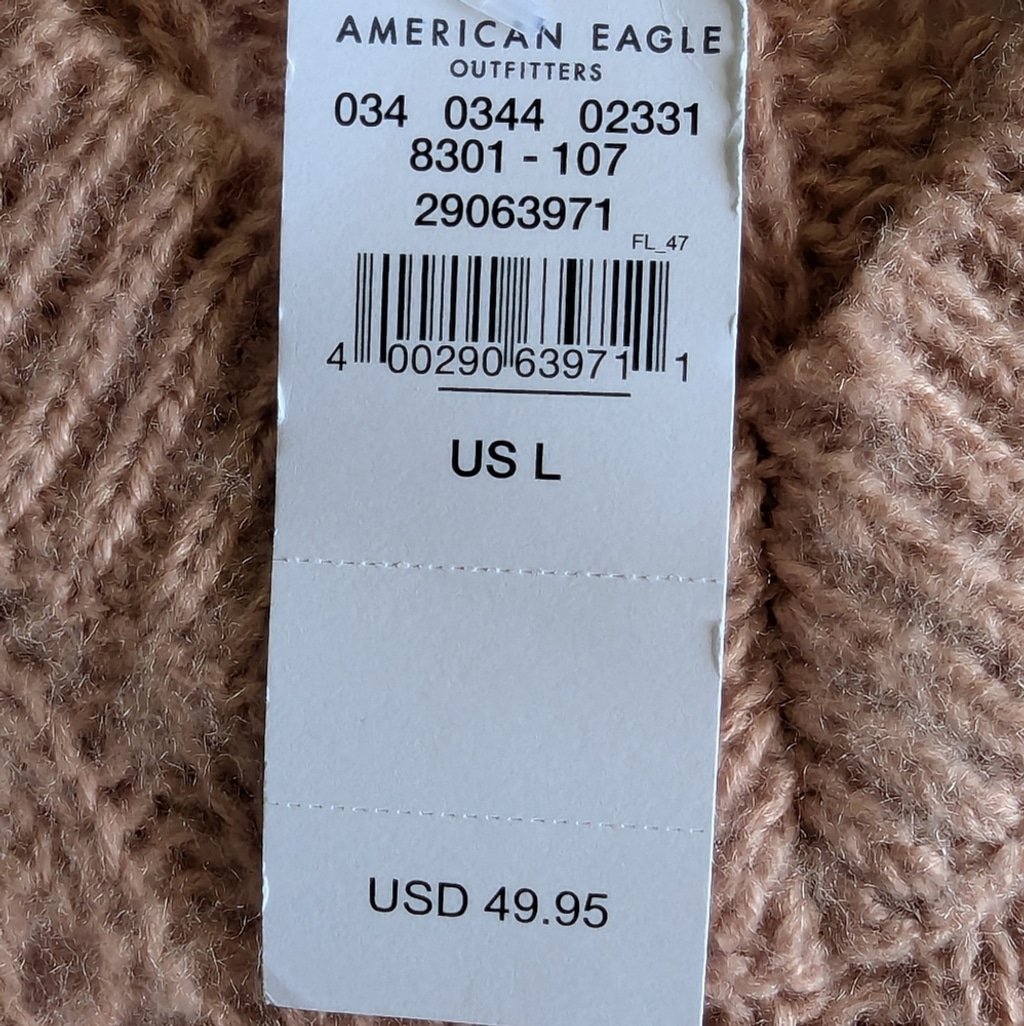 AMERICAN EAGLE
OUTFITTERS
034 0344 02331
8301 - 107
29063971
FL_47
4 00290 63971 1
US L
USD 49.95